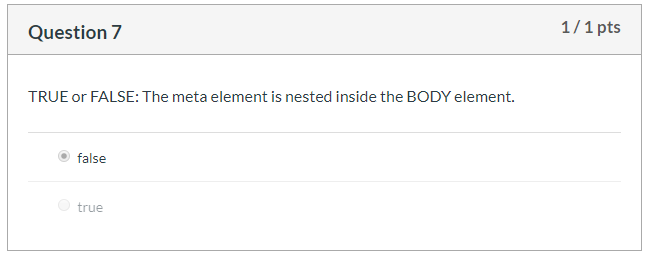 Question 7
1 / 1 pts
TRUE or FALSE: The meta element is nested inside the BODY element.
false
true